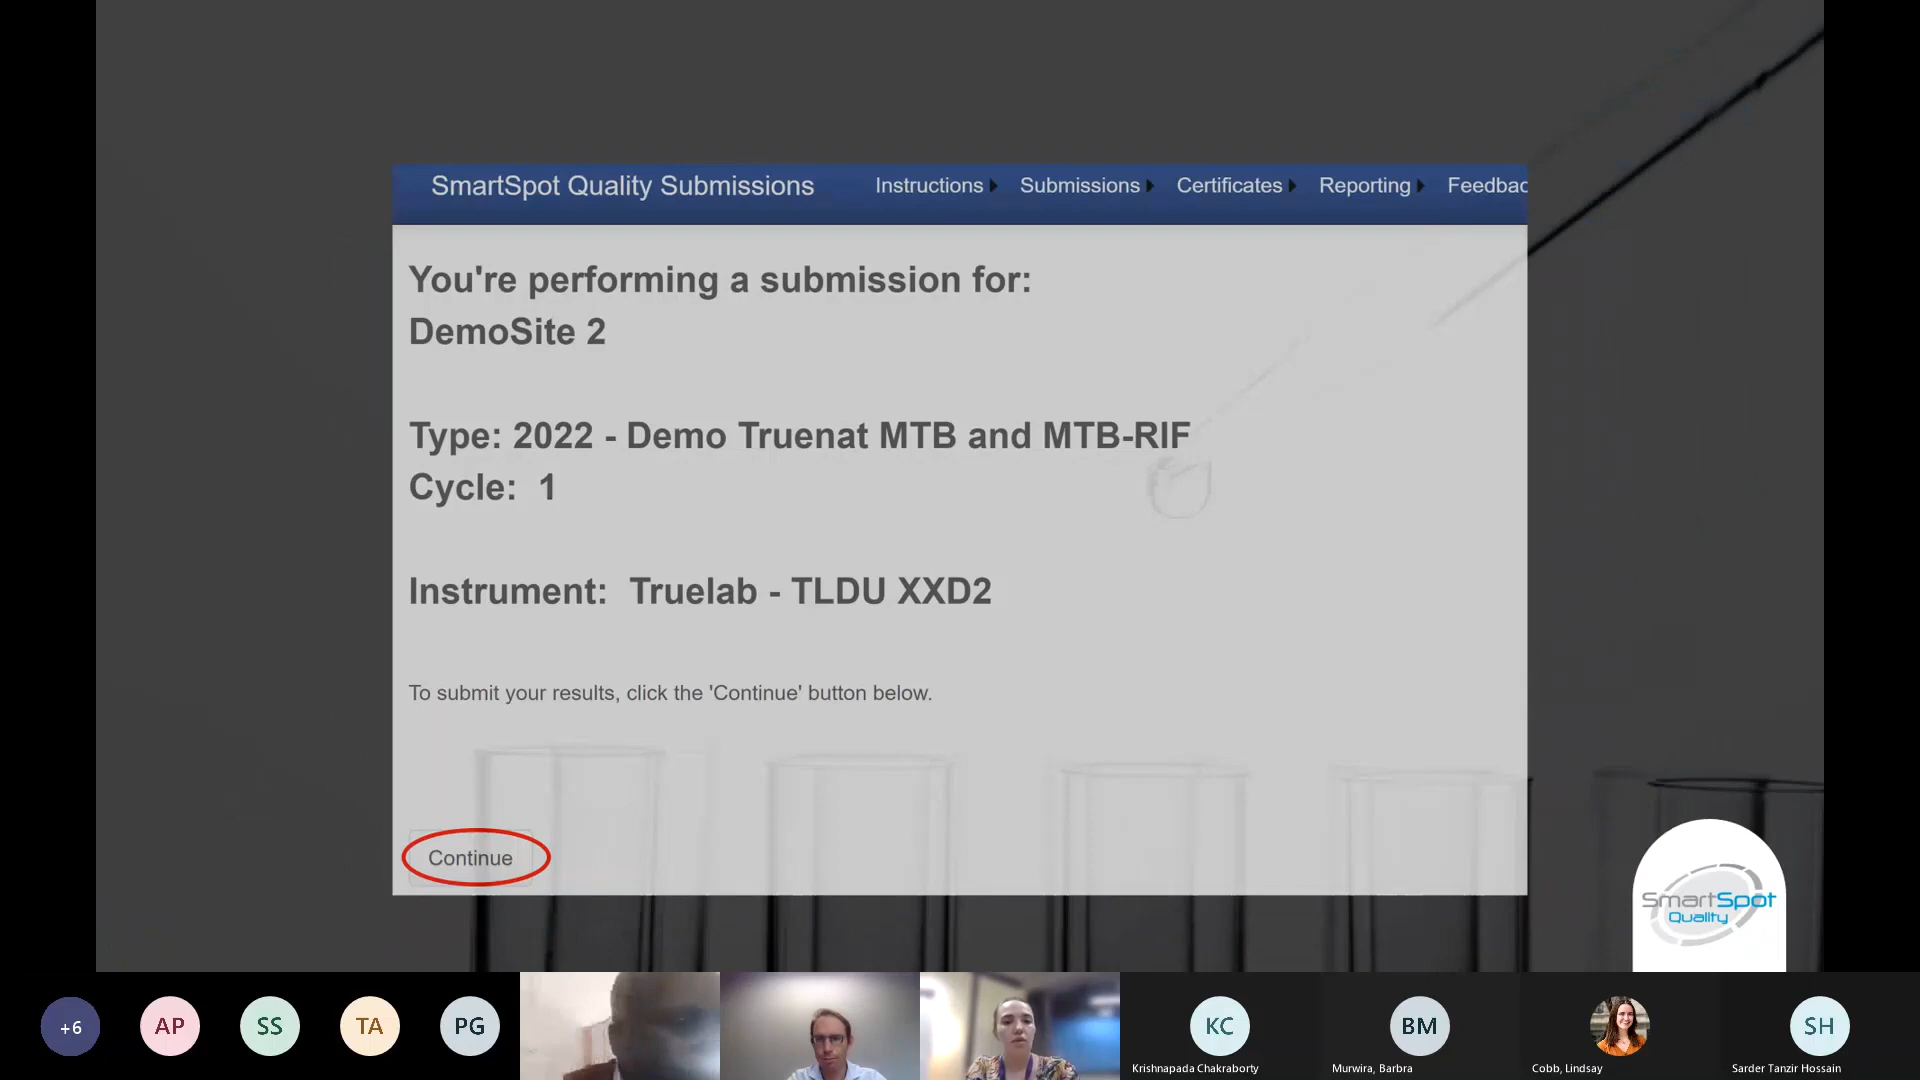 SmartSpot Quality Submissions Instructions Submissions Certificates Reporting Feedbac
You're performing a submission for:
DemoSite 2
Type: 2022 - Demo Truenat MTB and MTB-RIF
Cycle: 1
Instrument: Truelab - TLDU XXD2
To submit your results, click the 'Continue' button below.
Continue
SmartSpot
Quality
+6 AP SS TA PG KC BM SH
Krishnapada Chakraborty Murwira, Barbra Cobb, Lindsay Sarder Tanzir Hossain